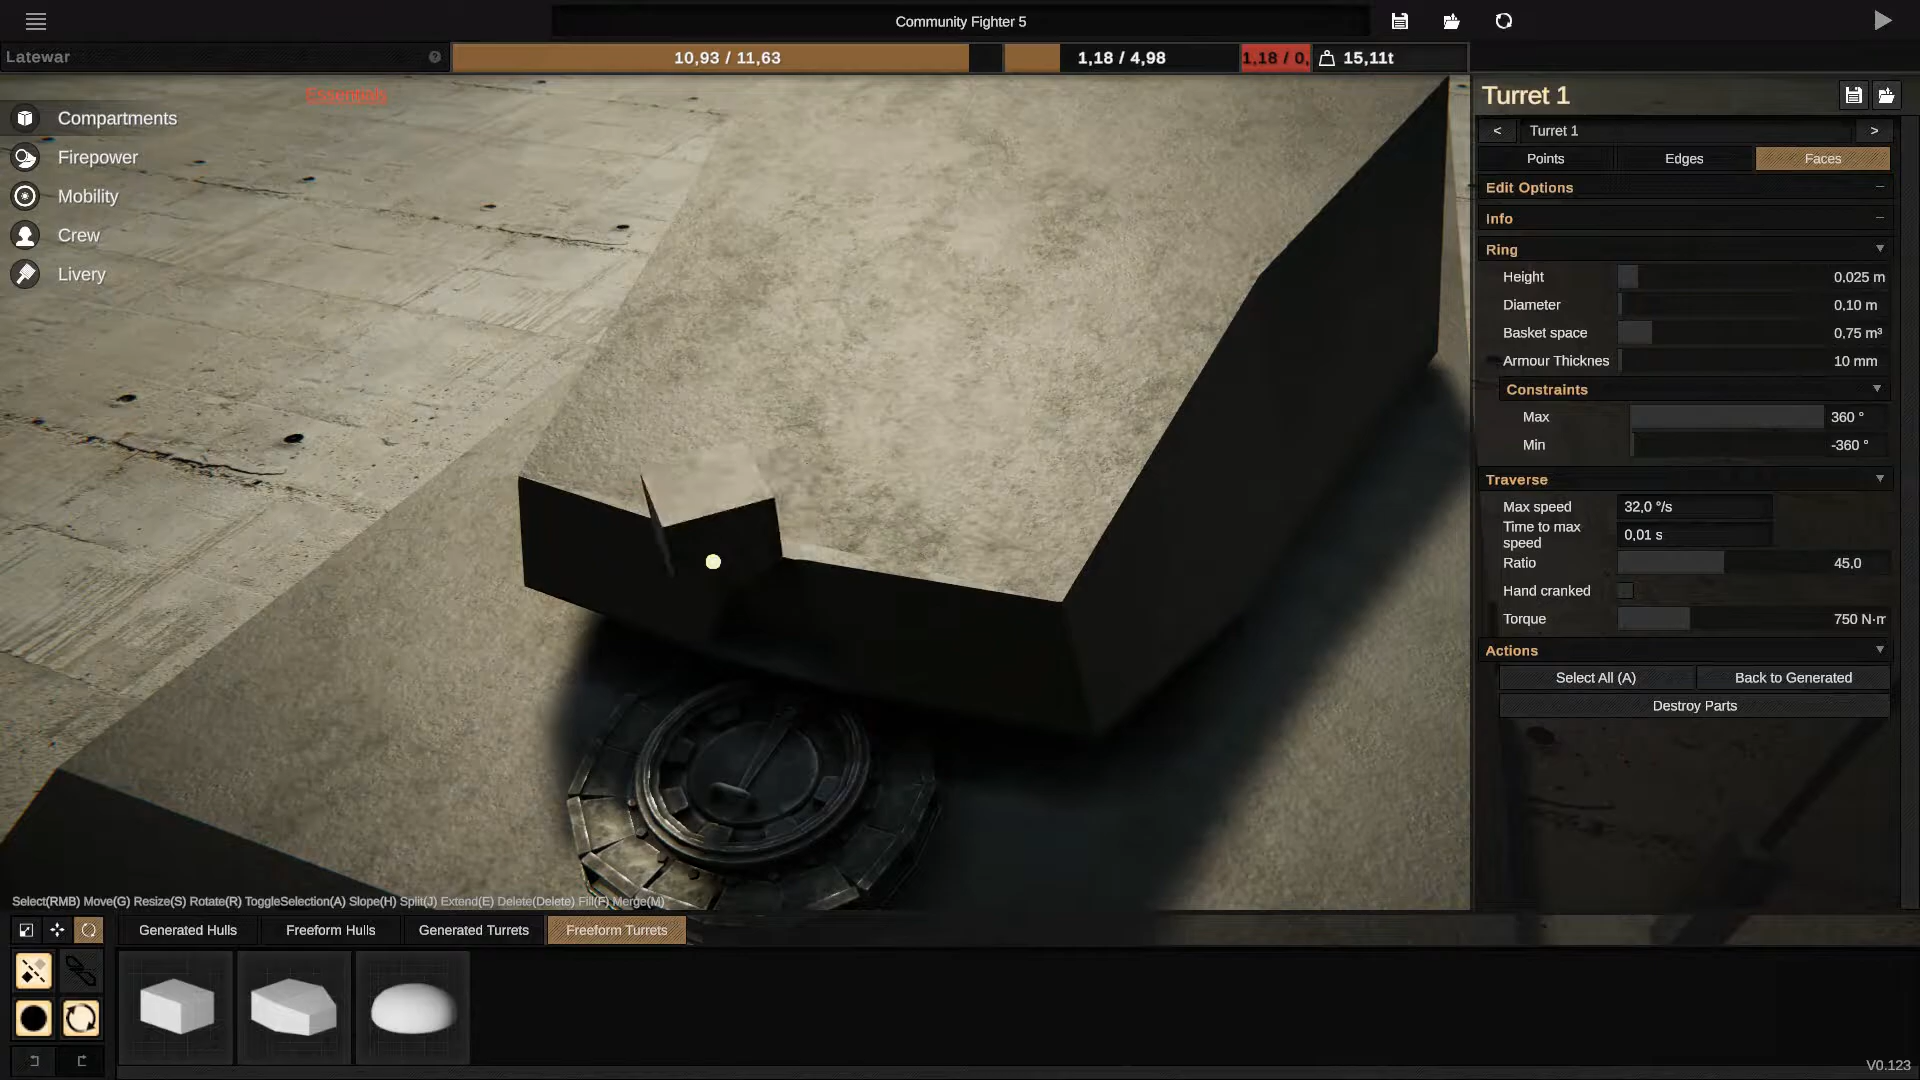 Community Fighter 5
Latewar
10,93 / 11,63
1,18 / 4,98
1,18 / 0,
15,11t
Essentials
Compartments
Firepower
Mobility
Crew
Livery
Turret 1
< Turret 1 >
Points Edges Faces
Edit Options
Info
Ring
Height 0,025 m
Diameter 0,10 m
Basket space 0,75 m³
Armour Thicknes 10 mm
Constraints
Max 360 °
Min -360 °
Traverse
Max speed 32,0 °/s
Time to max speed 0,01 s
Ratio 45,0
Hand cranked
Torque 750 N·m
Actions
Select All (A) Back to Generated
Destroy Parts
Select(RMB) Move(G) Resize(S) Rotate(R) ToggleSelection(A) Slope(H) Split(J) Extend(E) Delete(Delete) Fill(F) Merge(M)
Generated Hulls Freeform Hulls Generated Turrets Freeform Turrets
V0.123